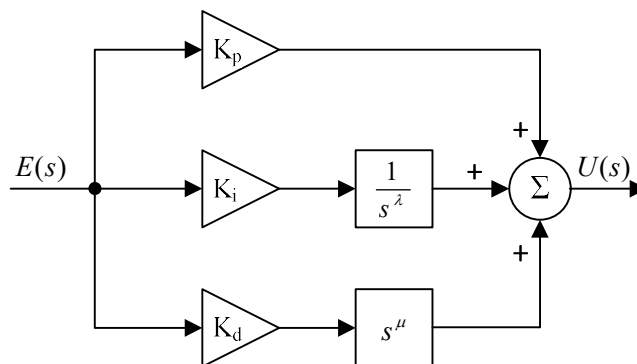 K_p
+
E(s) K_i 1/s^λ + Σ U(s)
+
K_d s^μ